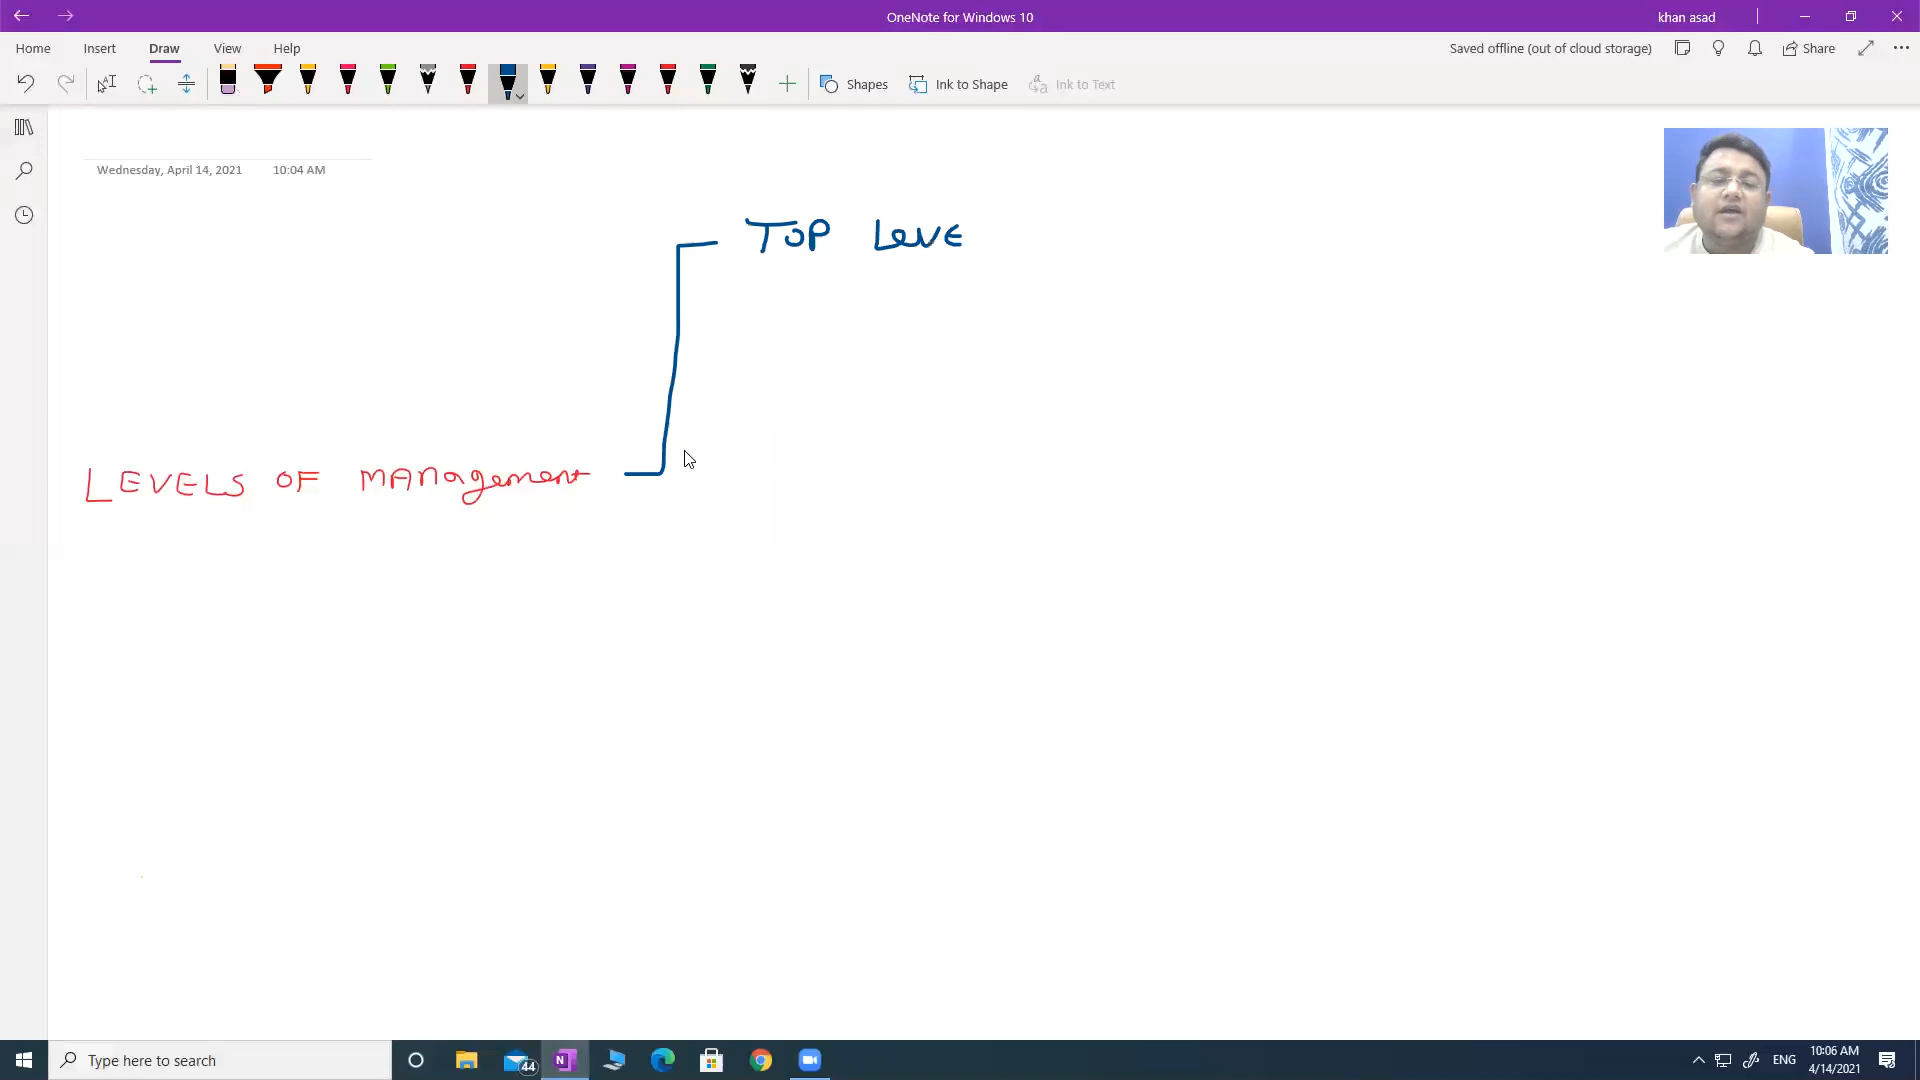 OneNote for Windows 10
khan asad
Home Insert Draw View Help
Saved offline (out of cloud storage)
Share
Shapes
Ink to Shape
Ink to Text
Wednesday, April 14, 2021 10:04 AM
TOP LeVE
LEVELS OF MANagement
Type here to search
44
ENG
10:06 AM
4/14/2021